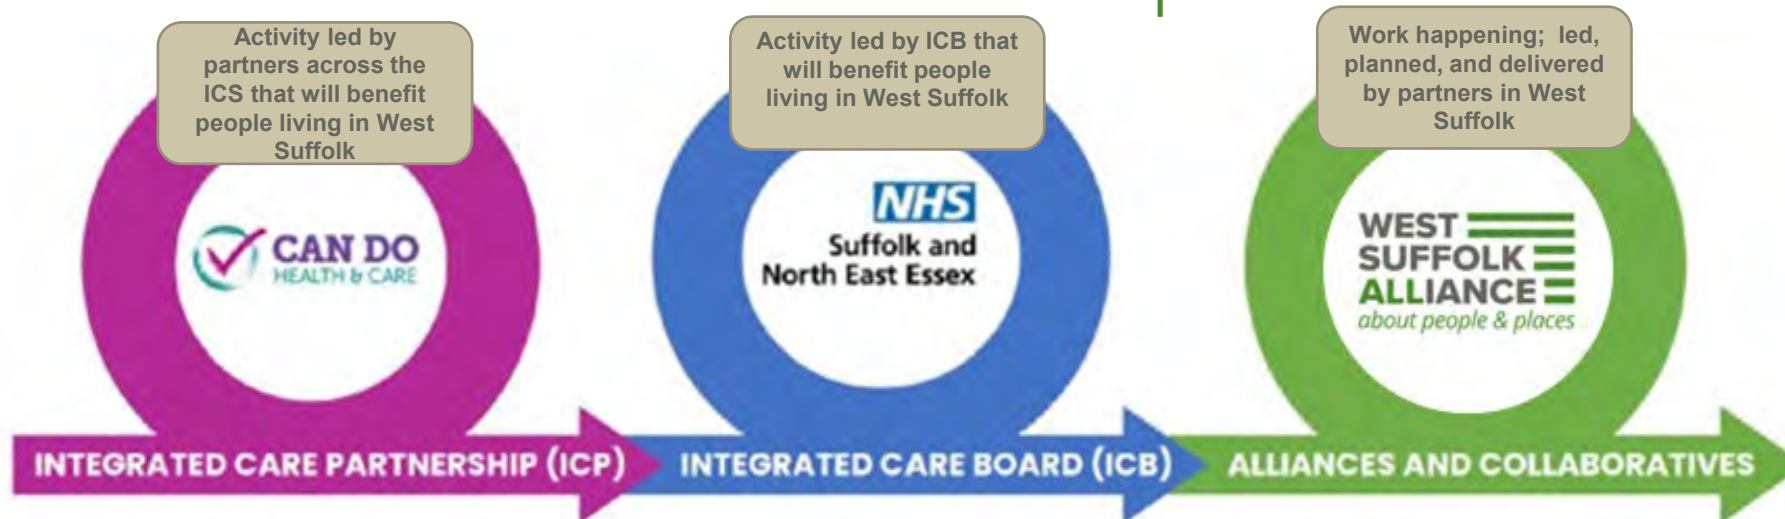 Activity led by
partners across the
ICS that will benefit
people living in West
Suffolk
CAN DO
HEALTH & CARE
INTEGRATED CARE PARTNERSHIP (ICP)
Activity led by ICB that
will benefit people
living in West Suffolk
NHS
Suffolk and
North East Essex
INTEGRATED CARE BOARD (ICB)
Work happening; led,
planned, and delivered
by partners in West
Suffolk
WEST
SUFFOLK
ALLIANCE
about people & places
ALLIANCES AND COLLABORATIVES